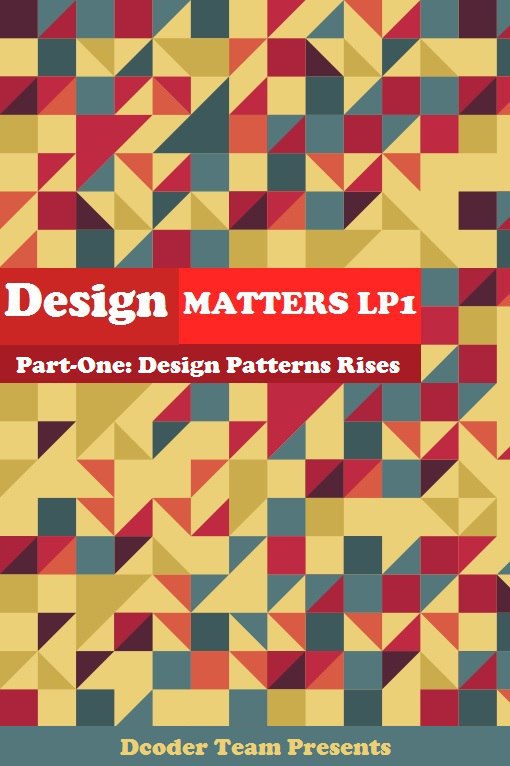 Design MATTERS LP1
Part-One: Design Patterns Rises
Dcoder Team Presents